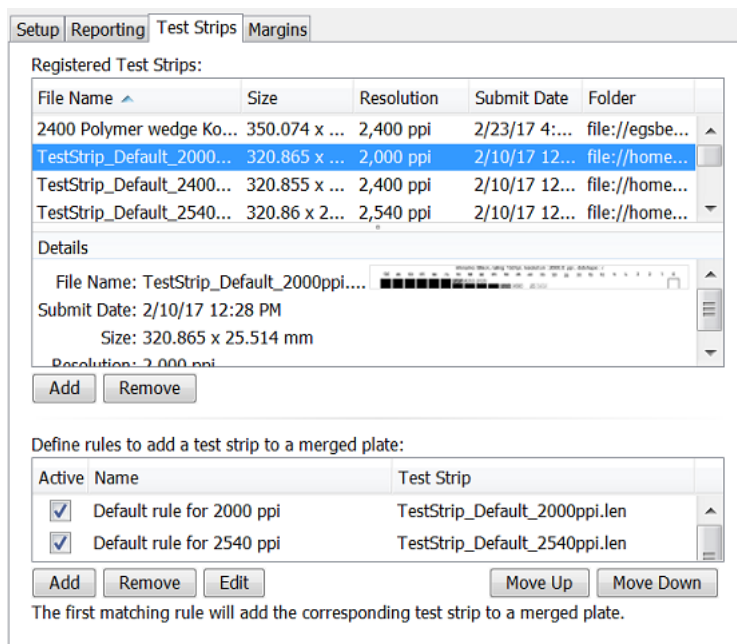 Setup Reporting Test Strips Margins
Registered Test Strips:
File Name Size Resolution Submit Date Folder
2400 Polymer wedge Ko... 350.074 x ... 2,400 ppi 2/23/17 4:... file://egsbe...
TestStrip_Default_2000... 320.865 x ... 2,000 ppi 2/10/17 12... file://home...
TestStrip_Default_2400... 320.855 x ... 2,400 ppi 2/10/17 12... file://home...
TestStrip_Default_2540... 320.86 x 2... 2,540 ppi 2/10/17 12... file://home...
Details
File Name: TestStrip_Default_2000ppi....
Submit Date: 2/10/17 12:28 PM
Size: 320.865 x 25.514 mm
Resolution: 2,000 ppi
Add Remove
Define rules to add a test strip to a merged plate:
Active Name Test Strip
Default rule for 2000 ppi TestStrip_Default_2000ppi.len
Default rule for 2540 ppi TestStrip_Default_2540ppi.len
Add Remove Edit Move Up Move Down
The first matching rule will add the corresponding test strip to a merged plate.